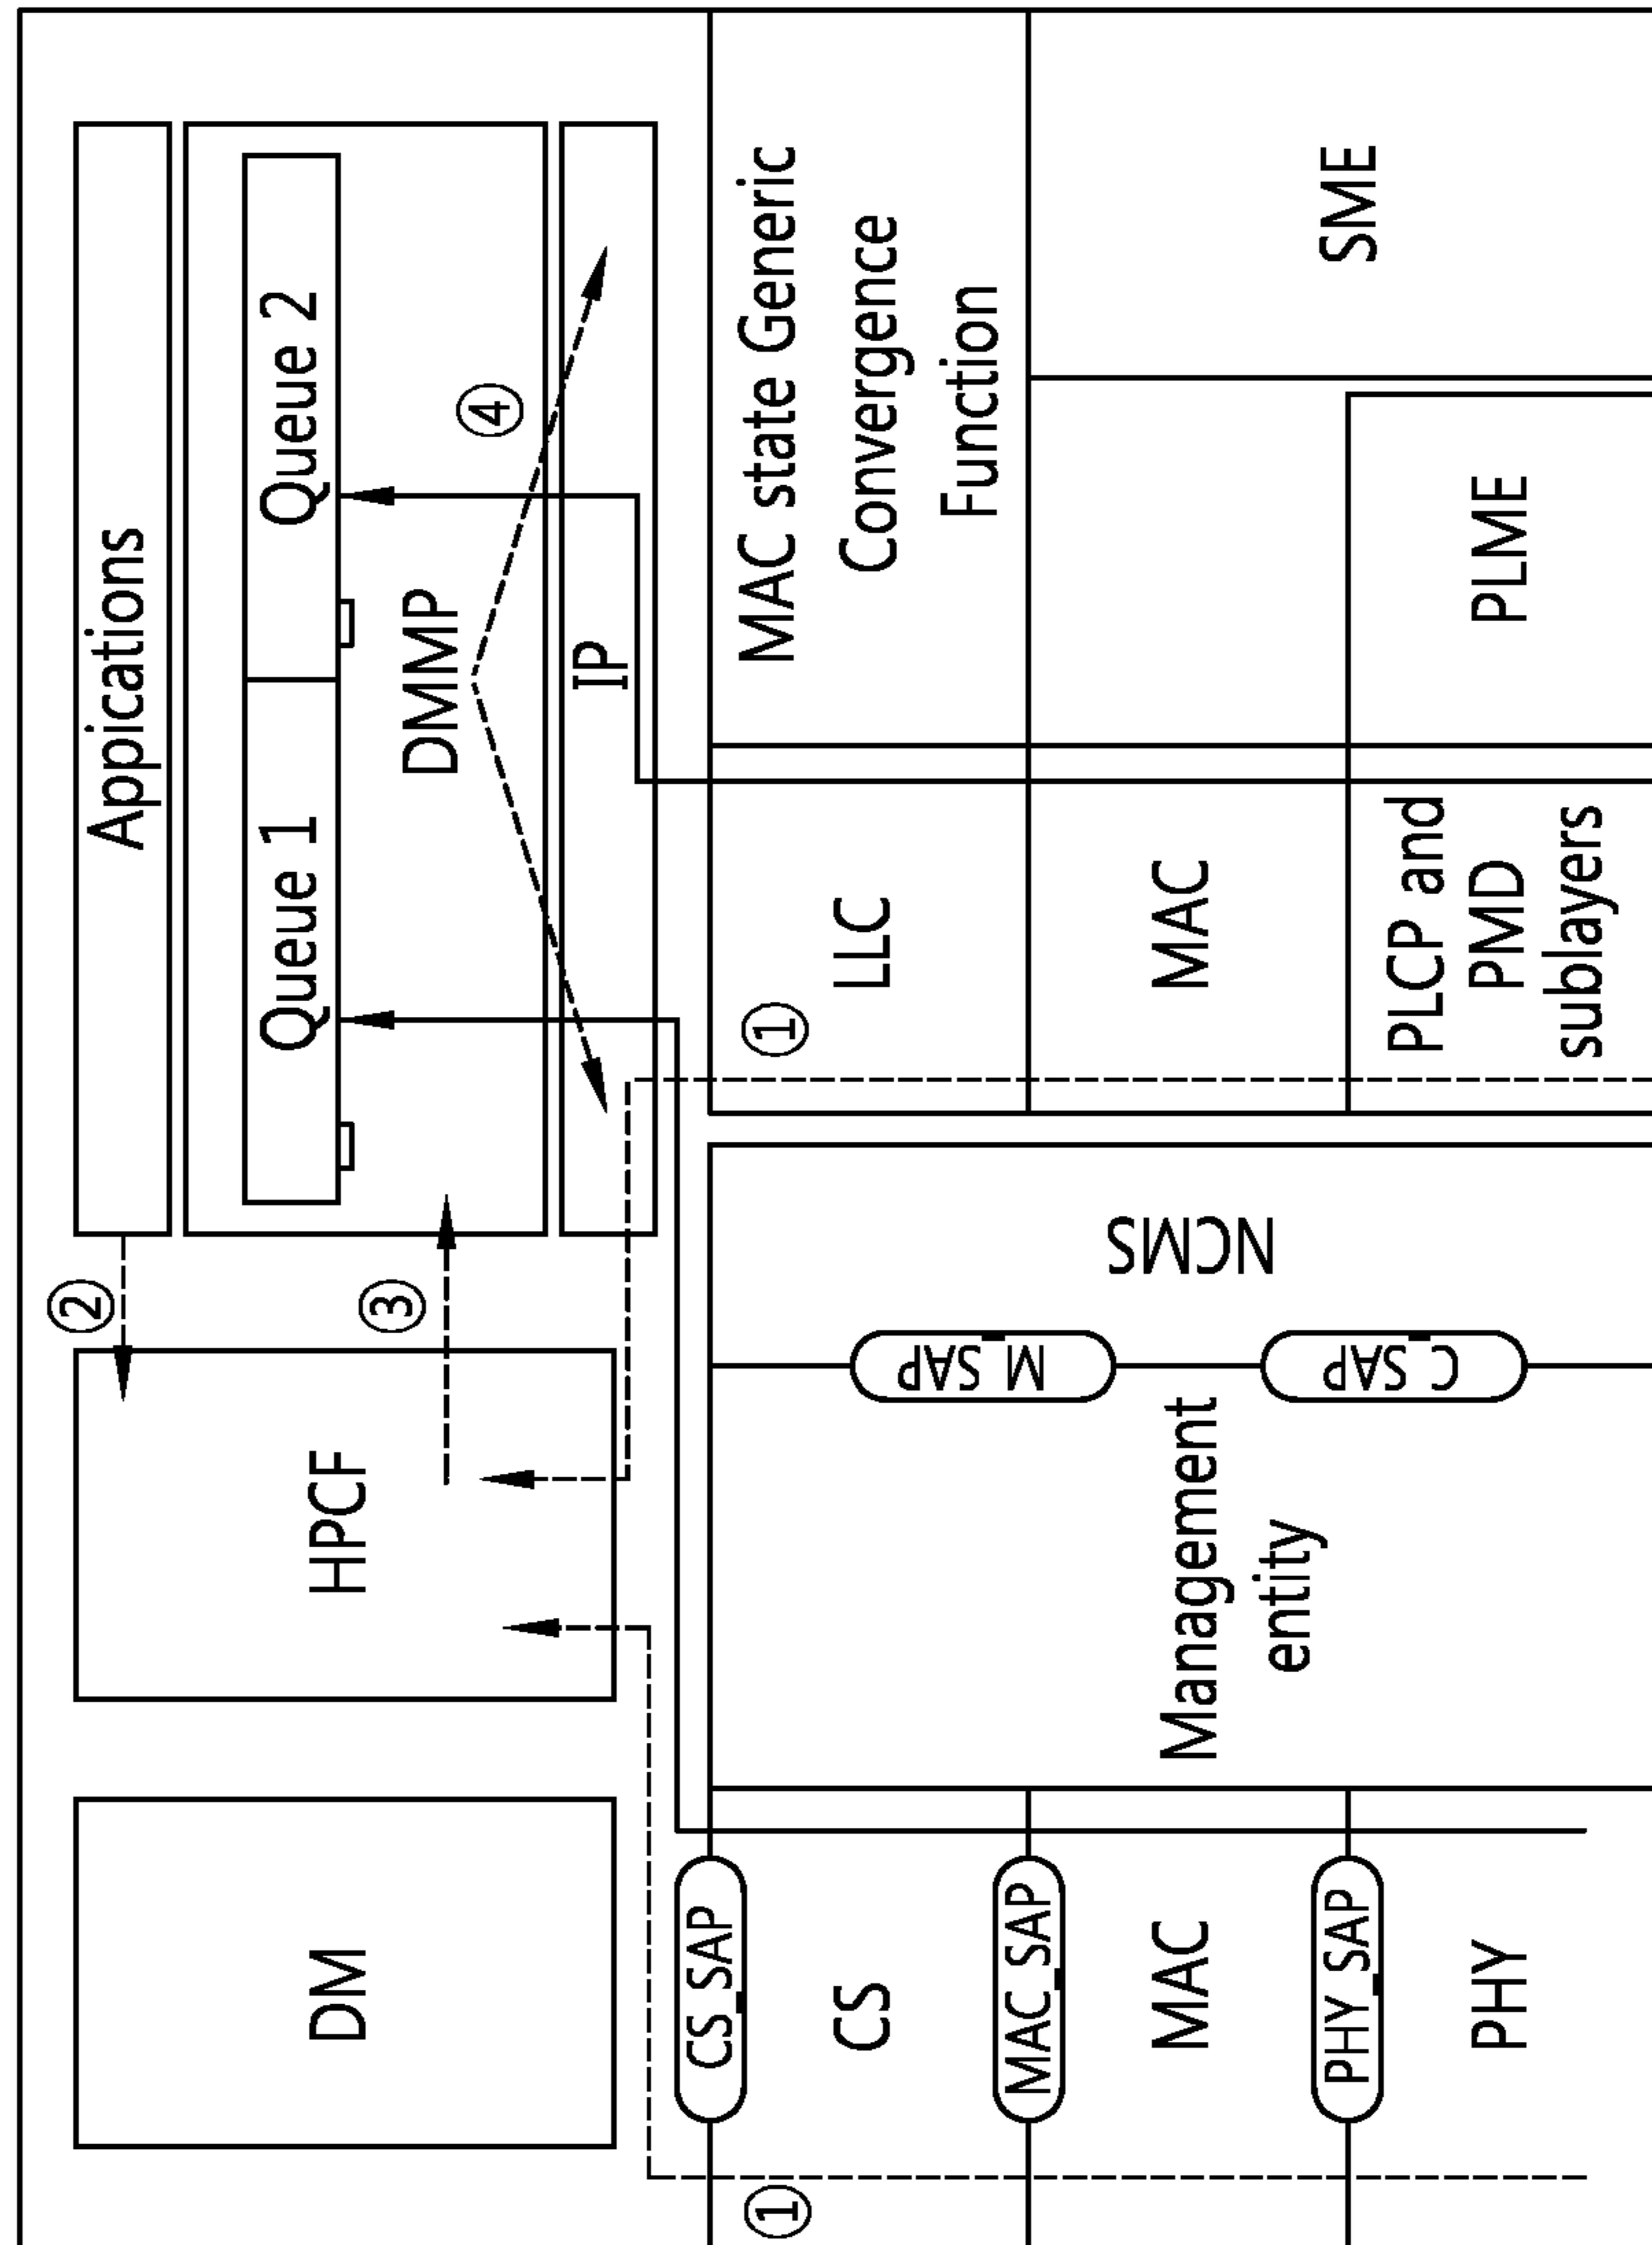 Appications
Queue 1
Queue 2
DMMP
④
IP
②
③
HPCF
DM
①
CS_SAP
CS
MAC_SAP
MAC
PHY_SAP
PHY
Management
entity
M_SAP
C_SAP
NCMS
①
LLC
MAC
PLCP and
PMD
sublayers
MAC state Generic
Convergence
Function
PLME
SME